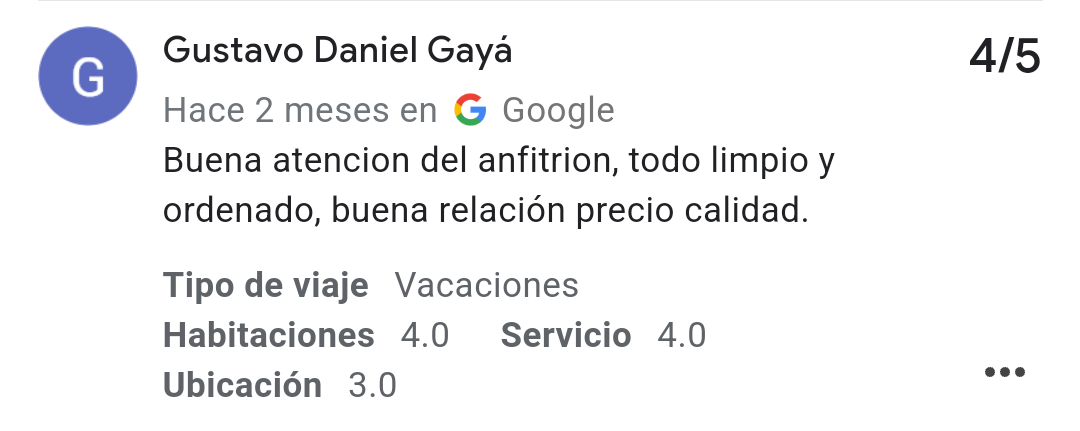 G
Gustavo Daniel Gayá
4/5
Hace 2 meses en G Google
Buena atencion del anfitrion, todo limpio y
ordenado, buena relación precio calidad.
Tipo de viaje Vacaciones
Habitaciones 4.0 Servicio 4.0
Ubicación 3.0